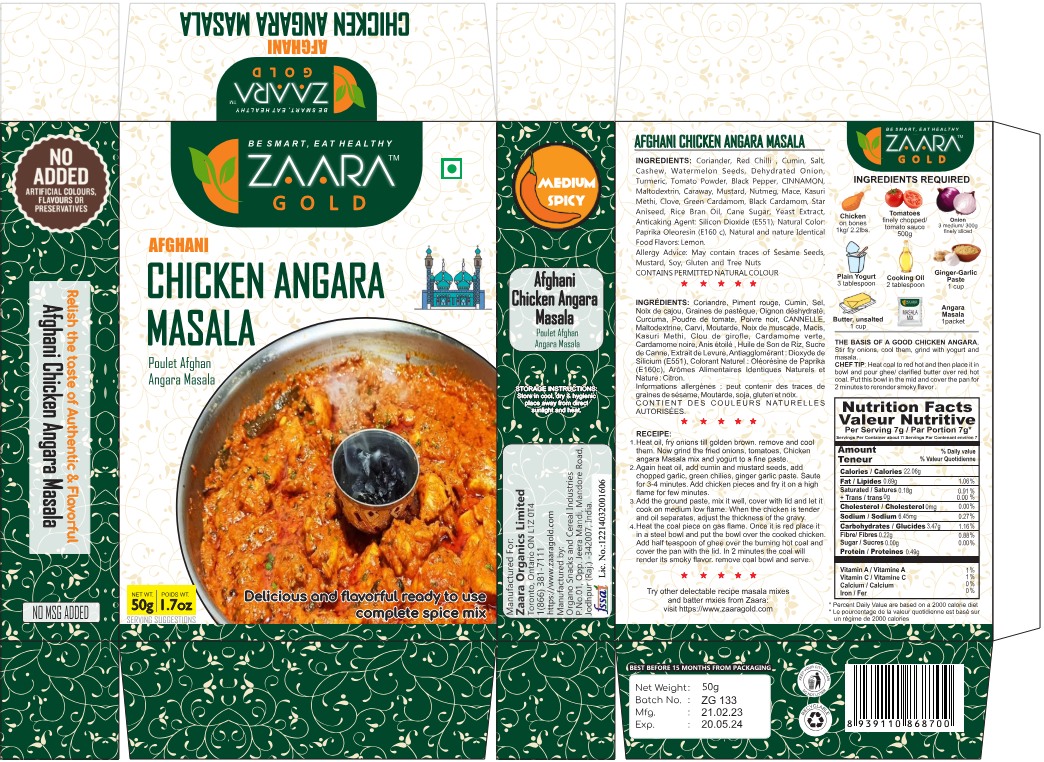 CHICKEN ANGARA MASALA
AFGHANI
ZAARA™
GOLD
BE SMART, EAT HEALTHY
NO
ADDED
ARTIFICIAL COLOURS,
FLAVOURS OR
PRESERVATIVES
Relish the taste of Authentic & Flavorful
Afghani Chicken Angara Masala
NO MSG ADDED
BE SMART, EAT HEALTHY
ZAARA™
GOLD
AFGHANI
CHICKEN ANGARA
MASALA
Poulet Afghan
Angara Masala
NET WT.
50g
POIDS WT.
1.7oz
SERVING SUGGESTIONS
Delicious and flavorful ready to use
complete spice mix
MEDIUM
SPICY
Afghani
Chicken Angara
Masala
Poulet Afghan
Angara Masala
STORAGE INSTRUCTIONS:
Store in cool, dry & hygienic
place away from direct
sunlight and heat.
Manufactured For:
Zaara Organics Limited
Toronto, Ontario ON L1Z 0T4
(1866) 381-711
https://www.zaaragold.com
Manufactured by:
Organo Snacks and Cereal Industries
P.No.01, Opp. Jeera Mandi, Mandore Road,
Jodhpur (Raj.) -342007, India.
fssai Lic. No.:12214032001606
AFGHANI CHICKEN ANGARA MASALA
INGREDIENTS: Coriander, Red Chilli , Cumin, Salt,
Cashew, Watermelon Seeds, Dehydrated Onion,
Turmeric, Tomato Powder, Black Pepper, CINNAMON,
Maltodextrin, Caraway, Mustard, Nutmeg, Mace, Kasuri
Methi, Clove, Green Cardamom, Black Cardamom, Star
Aniseed, Rice Bran Oil, Cane Sugar, Yeast Extract,
Anticaking Agent: Silicon Dioxide (E551), Natural Color:
Paprika Oleoresin (E160 c), Natural and nature Identical
Food Flavors: Lemon.
Allergy Advice: May contain traces of Sesame Seeds,
Mustard, Soy, Gluten and Tree Nuts
CONTAINS PERMITTED NATURAL COLOUR
INGRÉDIENTS: Coriandre, Piment rouge, Cumin, Sel,
Noix de cajou, Graines de pastèque, Oignon déshydraté,
Curcuma, Poudre de tomate, Poivre noir, CANNELLE,
Maltodextrine, Carvi, Moutarde, Noix de muscade, Macis,
Kasuri Methi, Clou de girofle, Cardamome verte,
Cardamome noire, Anis étoilé , Huile de Son de Riz, Sucre
de Canne, Extrait de Levure, Antiagglomérant : Dioxyde de
Silicium (E551), Colorant Naturel : Oléorésine de Paprika
(E160c), Arômes Alimentaires Identiques Naturels et
Nature : Citron.
Informations allergènes : peut contenir des traces de
graines de sésame, Moutarde, soja, gluten et noix.
CONTIENT DES COULEURS NATURELLES
AUTORISÉES.
RECEIPE:
1. Heat oil, fry onions till golden brown. remove and cool
them. Now grind the fried onions, tomatoes, Chicken
angara Masala mix and yogurt to a fine paste.
2. Again heat oil, add cumin and mustard seeds, add
chopped garlic, green chilies, ginger garlic paste. Saute
for 3-4 minutes. Add chicken pieces and fry it on a high
flame for few minutes.
3. Add the ground paste, mix it well, cover with lid and let it
cook on medium low flame. When the chicken is tender
and oil separates, adjust the thickness of the gravy.
4. Heat the coal piece on gas flame. Once it is red place it
in a steel bowl and put the bowl over the cooked chicken.
Add half teaspoon of ghee over the burning hot coal and
cover the pan with the lid. In 2 minutes the coal will
render its smoky flavor. remove coal bowl and serve.
Try other delectable recipe masala mixes
and batter mixies from Zaara;
visit https://www.zaaragold.com
BE SMART, EAT HEALTHY
ZAARA™
GOLD
INGREDIENTS REQUIRED
Chicken
on bones
1kg/ 2.2lbs.
Tomatoes
finely chopped/
tomato sauce
500g
Onion
3 medium/ 300g
finely sliced
Plain Yogurt
3 tablespoon
Cooking Oil
2 tablespoon
Ginger-Garlic
Paste
1 cup
Butter, unsalted
1 cup
MASALA
MIX
Angara
Masala
1packet
THE BASIS OF A GOOD CHICKEN ANGARA.
Stir fry onions, cool them, grind with yogurt and
masala.
CHEF TIP: Heat coal to red hot and then place it in
bowl and pour ghee/ clarified butter over red hot
coal. Put this bowl in the mid and cover the pan for
2 minutes to rerender smoky flavor .
Nutrition Facts
Valeur Nutritive
Per Serving 7g / Par Portion 7g*
Servings Per Container about 7/ Servings Par Contenant environ 7
Amount % Daily value
Teneur % Valeur Quotidienne
Calories / Calories 22.06g
Fat / Lipides 0.69g 1.06%
Saturated / Satures 0.18g 0.91 %
+ Trans / trans 0g 0.00 %
Cholesterol / Cholesterol 0mg 0.00%
Sodium / Sodium 6.45mg 0.27%
Carbohydrates / Glucides 3.47g 1.16%
Fibre/ Fibres 0.22g 0.88%
Sugar / Sucres 0.00g 0.00%
Protein / Proteines 0.49g
Vitamin A / Vitamine A 1%
Vitamin C / Vitamine C 1%
Calcium / Calcium 0%
Iron / Fer 0%
* Percent Daily Value are based on a 2000 calorie diet
* Le pourcentage de la valeur quotidienne est basé sur
un régime de 2000 calories
BEST BEFORE 15 MONTHS FROM PACKAGING
Net Weight : 50g
Batch No. : ZG 133
Mfg. : 21.02.23
Exp. : 20.05.24
RECYCLABLE
8 939110 868700